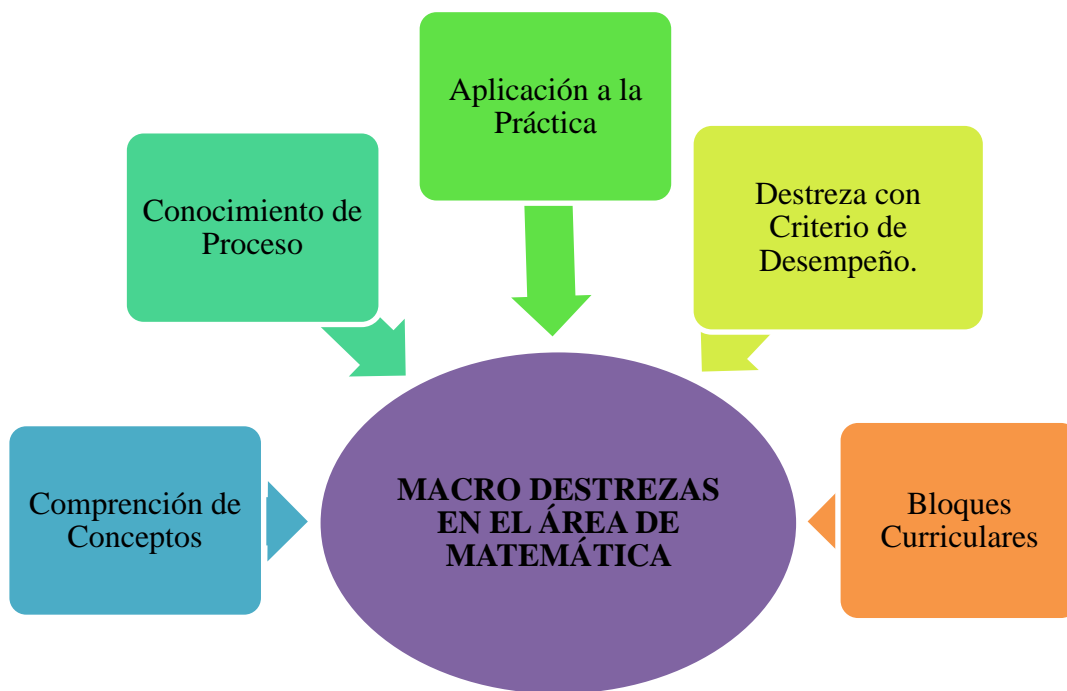 Aplicación a la
Práctica
Conocimiento de
Proceso
Destreza con
Criterio de
Desempeño.
Comprención de
Conceptos
MACRO DESTREZAS
EN EL ÁREA DE
MATEMÁTICA
Bloques
Curriculares